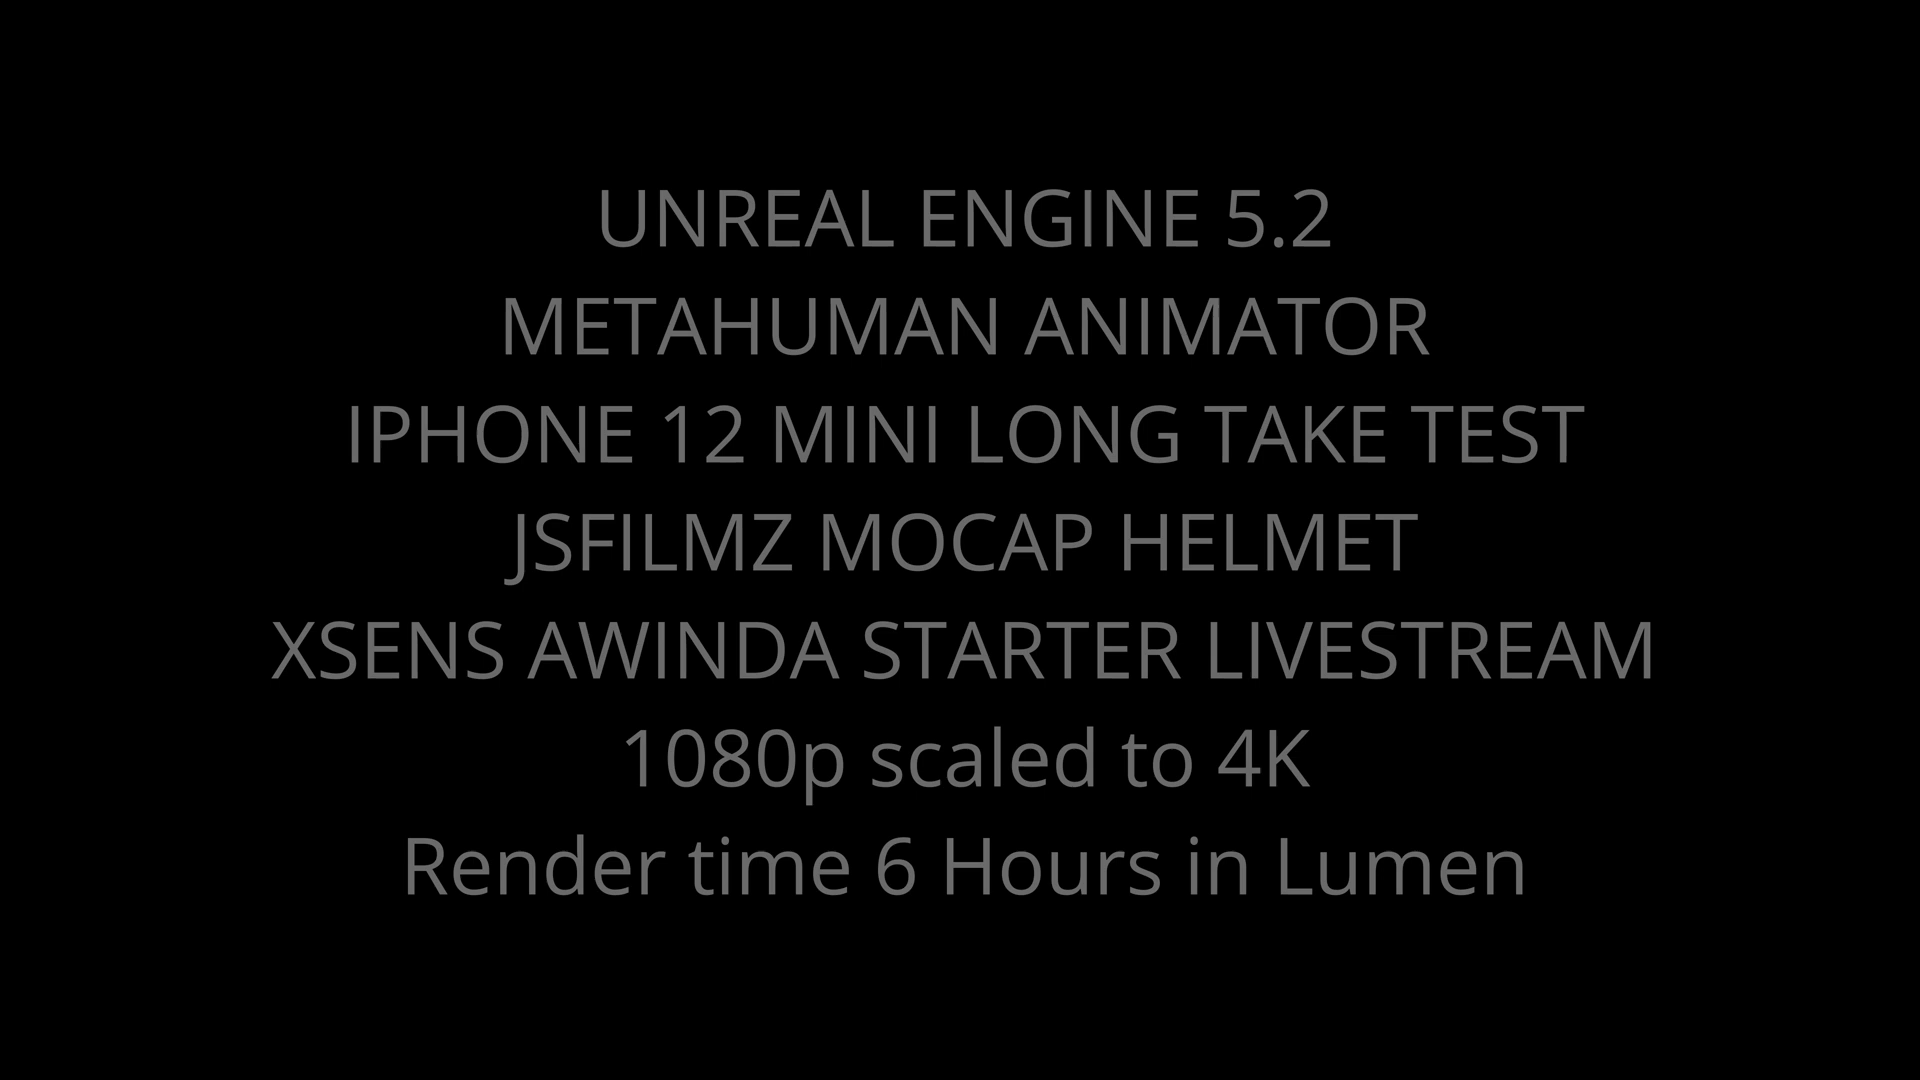 UNREAL ENGINE 5.2
METAHUMAN ANIMATOR
IPHONE 12 MINI LONG TAKE TEST
JSFILMZ MOCAP HELMET
XSENS AWINDA STARTER LIVESTREAM
1080p scaled to 4K
Render time 6 Hours in Lumen